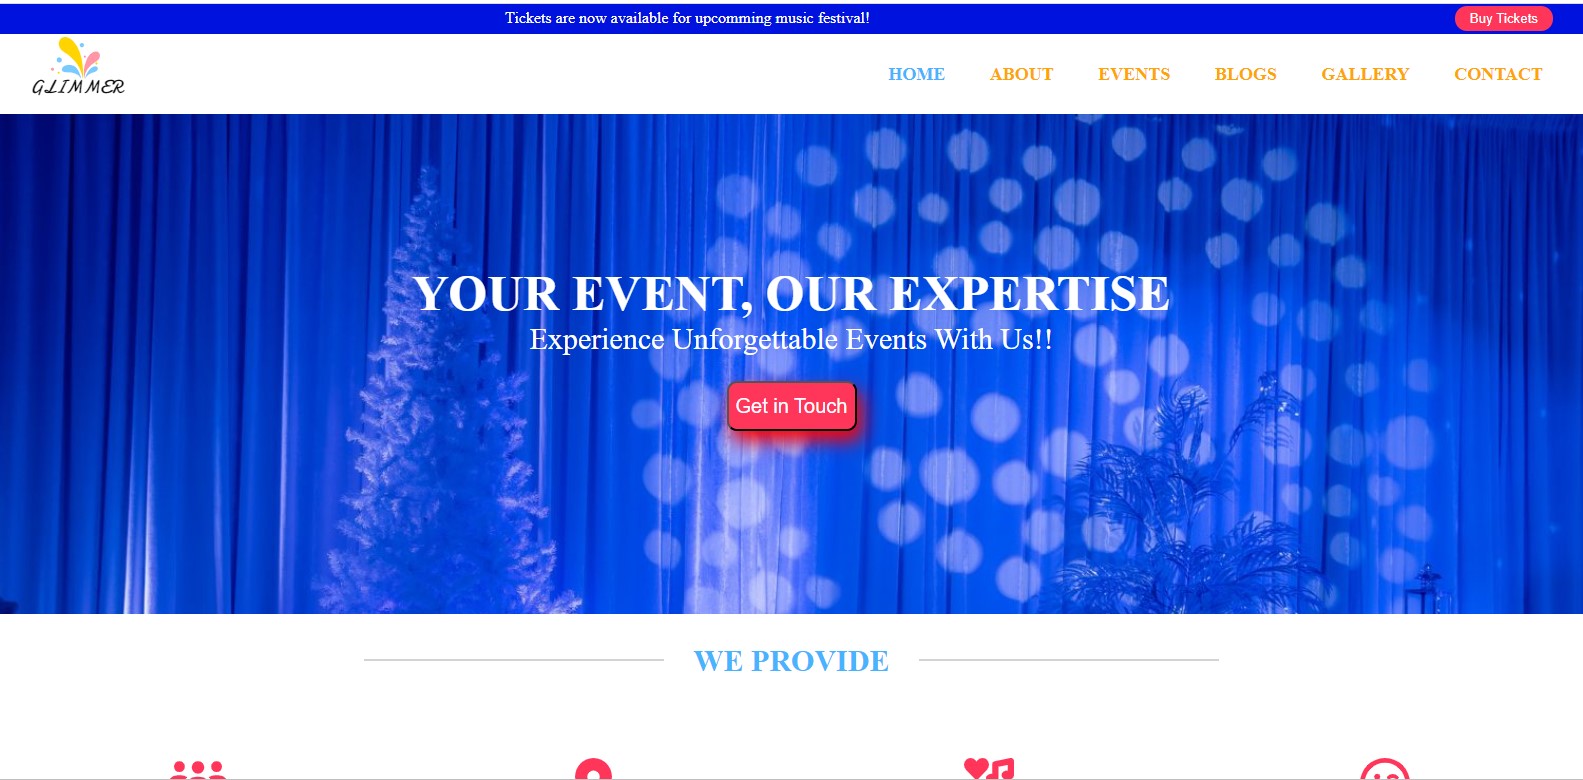 Tickets are now available for upcomming music festival!
Buy Tickets
GLIMMER
HOME ABOUT EVENTS BLOGS GALLERY CONTACT
YOUR EVENT, OUR EXPERTISE
Experience Unforgettable Events With Us!!
Get in Touch
WE PROVIDE